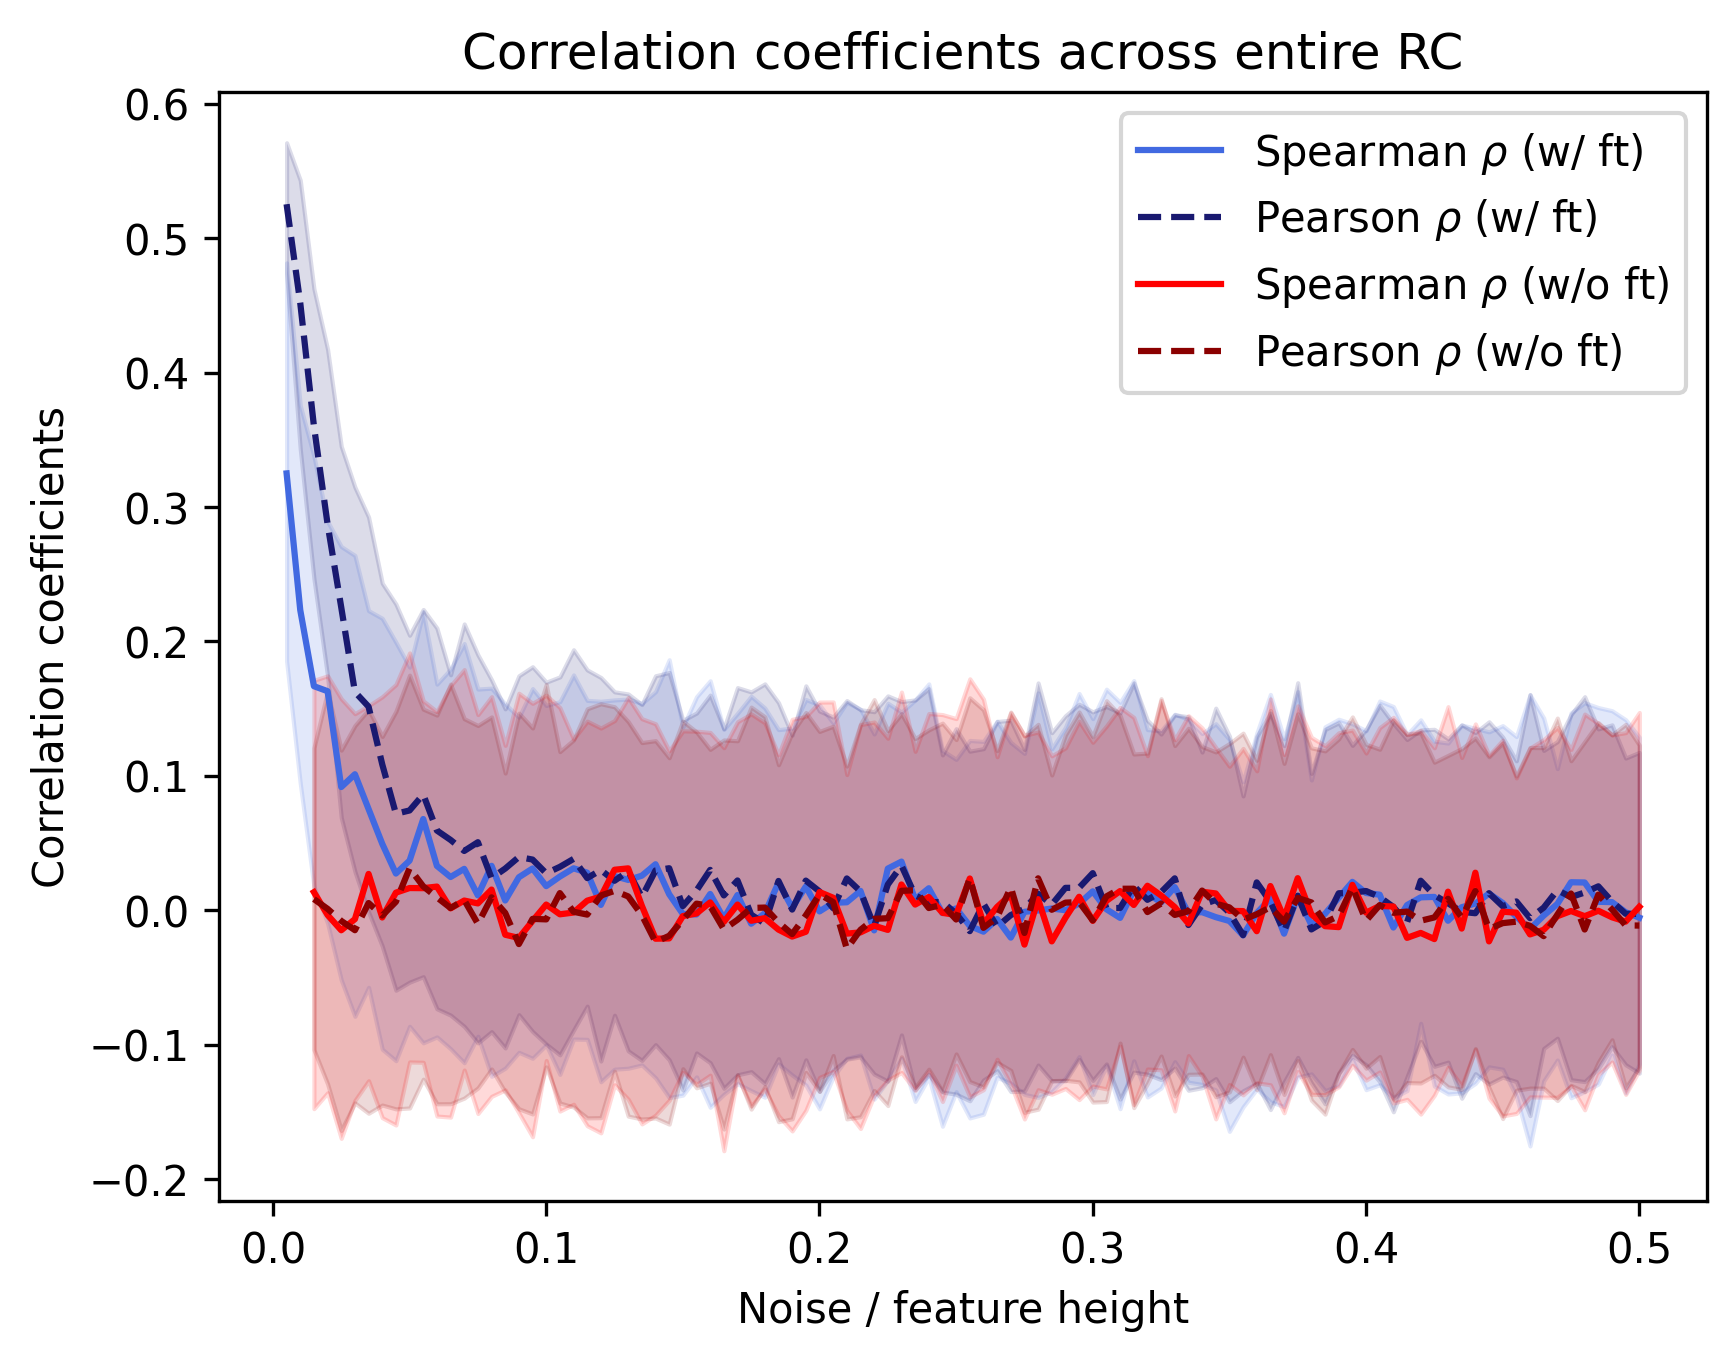 Correlation coefficients across entire RC
0.6
0.5
0.4
0.3
0.2
0.1
0.0
−0.1
−0.2
Correlation coefficients
Spearman ρ (w/ ft)
Pearson ρ (w/ ft)
Spearman ρ (w/o ft)
Pearson ρ (w/o ft)
0.0 0.1 0.2 0.3 0.4 0.5
Noise / feature height